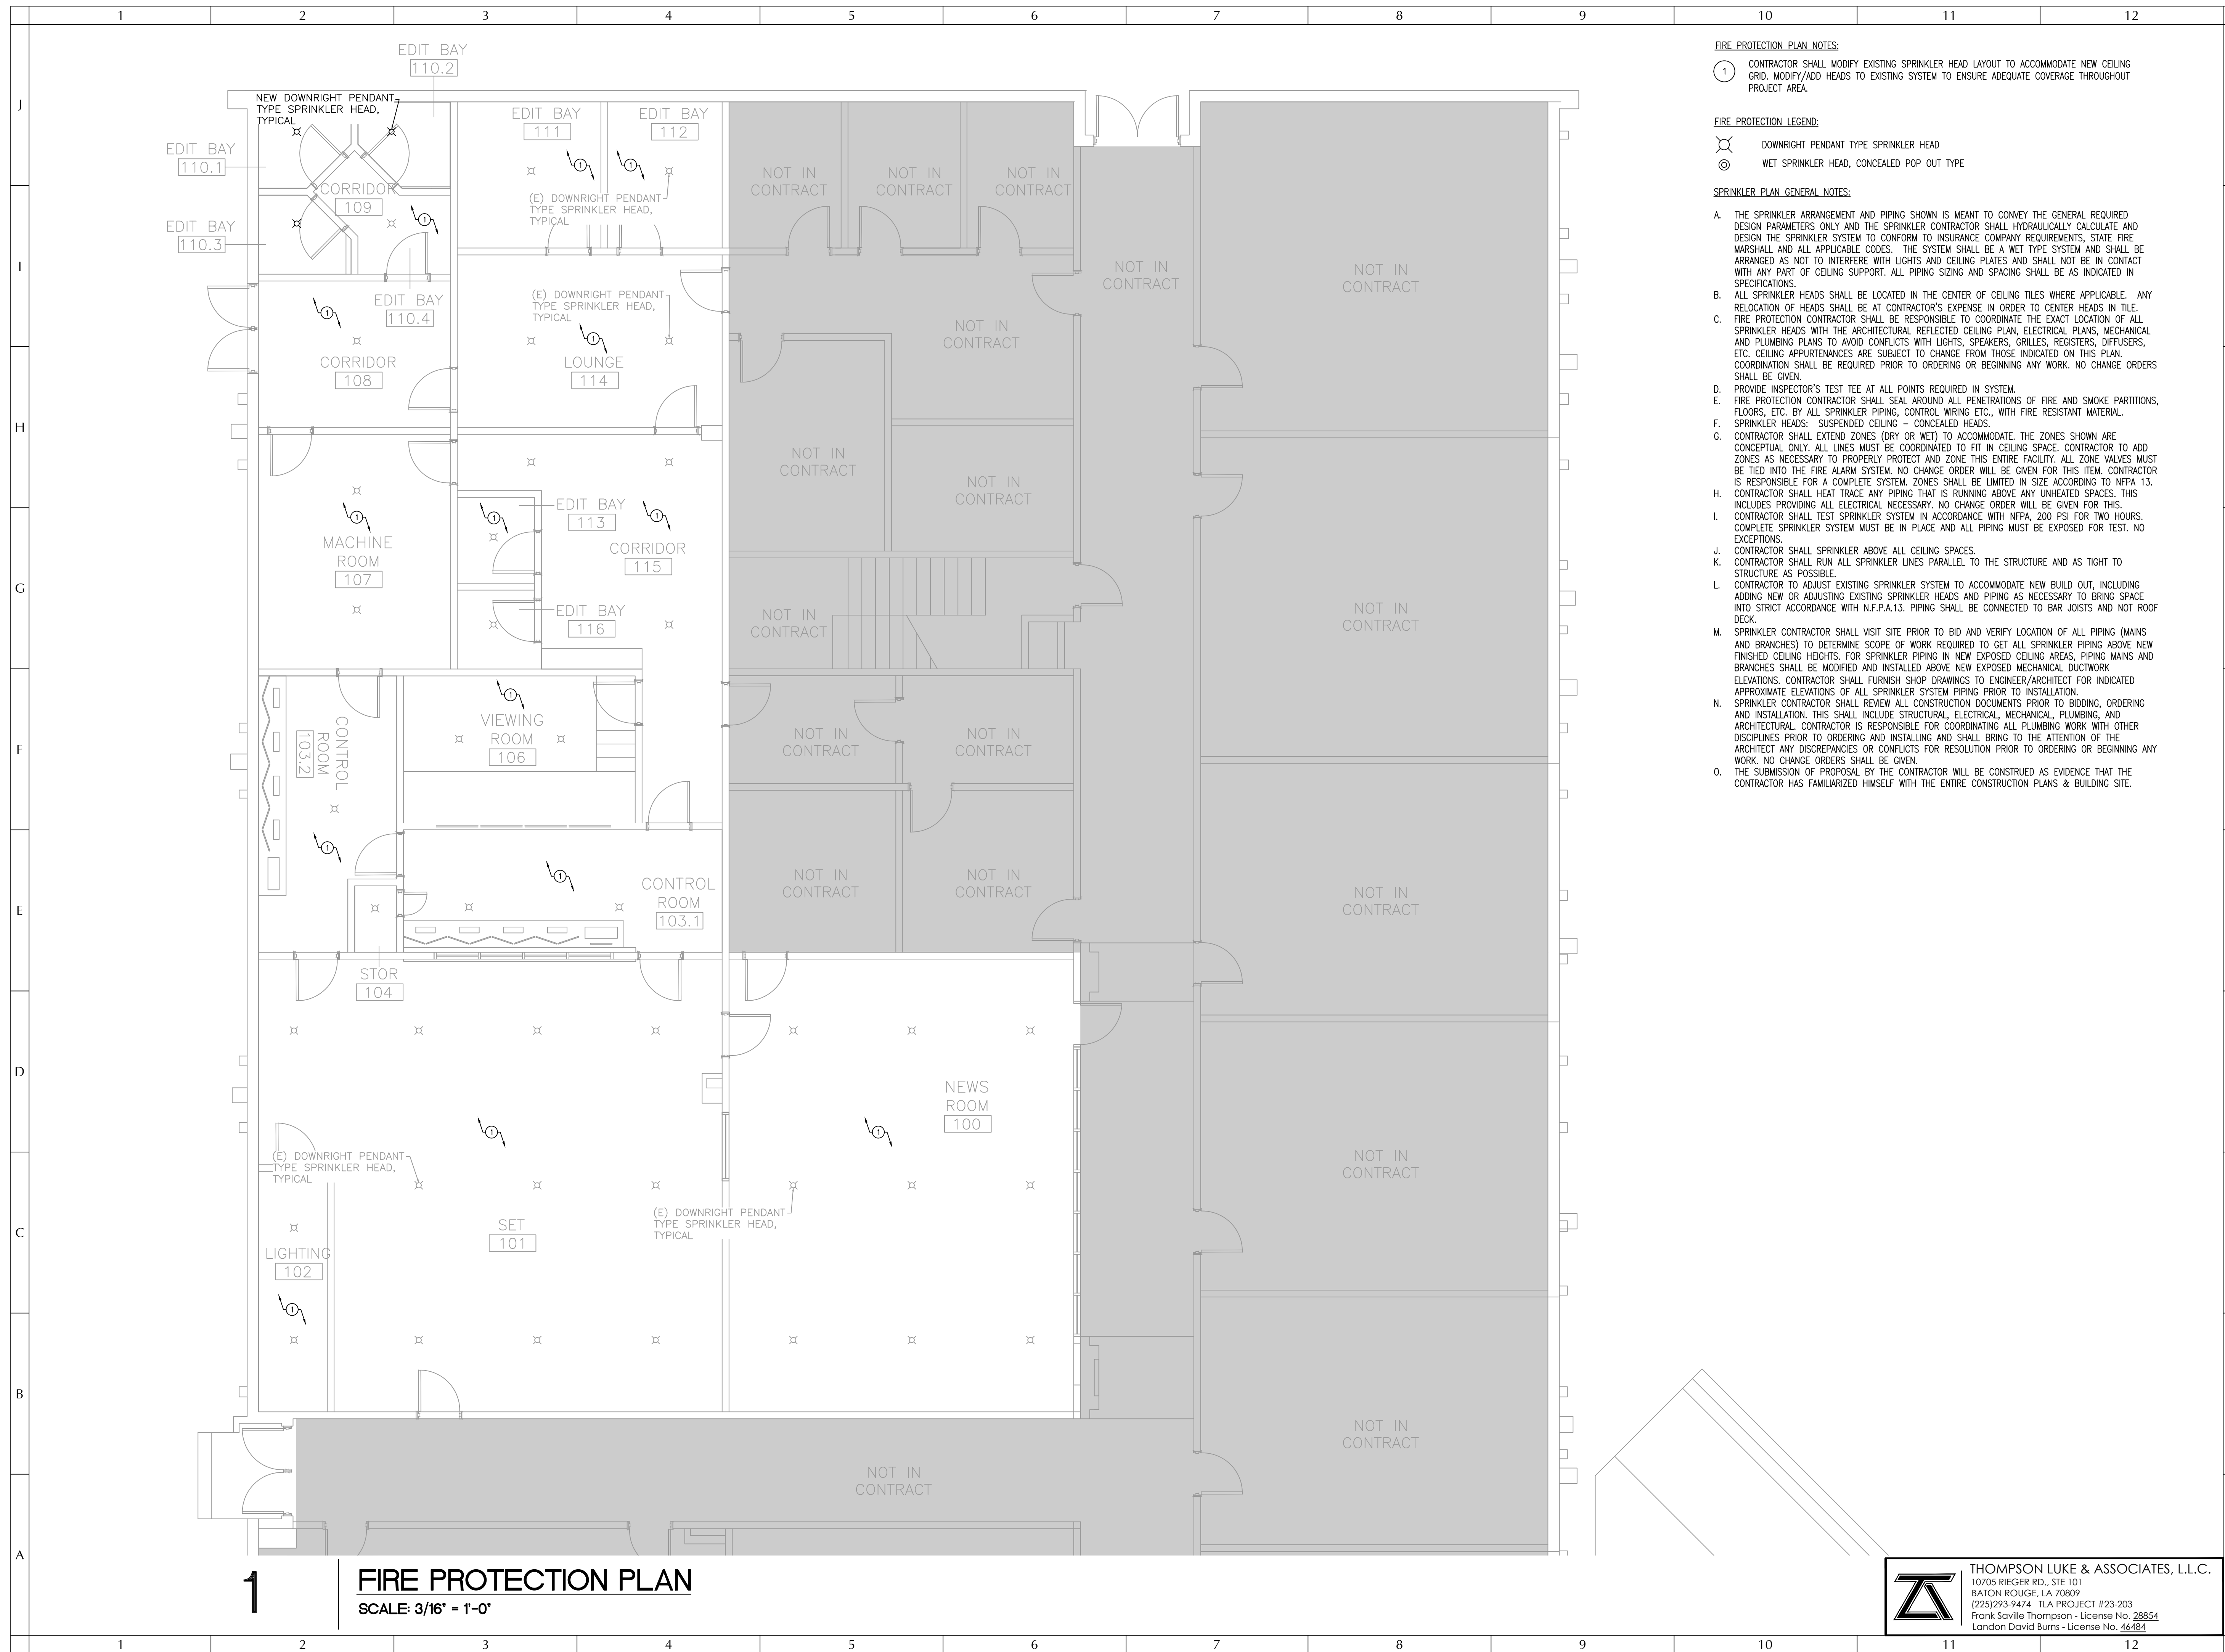 1 2 3 4 5 6 7 8 9 10 11 12
J
I
H
G
F
E
D
C
B
A
EDIT BAY
110.2
NEW DOWNRIGHT PENDANT
TYPE SPRINKLER HEAD,
TYPICAL
EDIT BAY
110.1
EDIT BAY
110.3
CORRIDOR
109
1
EDIT BAY
110.4
EDIT BAY
111
EDIT BAY
112
1
1
(E) DOWNRIGHT PENDANT
TYPE SPRINKLER HEAD,
TYPICAL
1
CORRIDOR
108
(E) DOWNRIGHT PENDANT
TYPE SPRINKLER HEAD,
TYPICAL
1
LOUNGE
114
1
MACHINE
ROOM
107
1
EDIT BAY
113
1
CORRIDOR
115
EDIT BAY
116
1
VIEWING
ROOM
106
CONTROL
ROOM
103.2
1
1
CONTROL
ROOM
103.1
STOR
104
NEWS
ROOM
100
1
1
(E) DOWNRIGHT PENDANT
TYPE SPRINKLER HEAD,
TYPICAL
(E) DOWNRIGHT PENDANT
TYPE SPRINKLER HEAD,
TYPICAL
SET
101
LIGHTING
102
1
NOT IN
CONTRACT
NOT IN
CONTRACT
NOT IN
CONTRACT
NOT IN
CONTRACT
NOT IN
CONTRACT
NOT IN
CONTRACT
NOT IN
CONTRACT
NOT IN
CONTRACT
NOT IN
CONTRACT
NOT IN
CONTRACT
NOT IN
CONTRACT
NOT IN
CONTRACT
NOT IN
CONTRACT
NOT IN
CONTRACT
NOT IN
CONTRACT
NOT IN
CONTRACT
NOT IN
CONTRACT
NOT IN
CONTRACT
NOT IN
CONTRACT
FIRE PROTECTION PLAN NOTES:
1 CONTRACTOR SHALL MODIFY EXISTING SPRINKLER HEAD LAYOUT TO ACCOMMODATE NEW CEILING
GRID. MODIFY/ADD HEADS TO EXISTING SYSTEM TO ENSURE ADEQUATE COVERAGE THROUGHOUT
PROJECT AREA.
FIRE PROTECTION LEGEND:
DOWNRIGHT PENDANT TYPE SPRINKLER HEAD
WET SPRINKLER HEAD, CONCEALED POP OUT TYPE
SPRINKLER PLAN GENERAL NOTES:
A. THE SPRINKLER ARRANGEMENT AND PIPING SHOWN IS MEANT TO CONVEY THE GENERAL REQUIRED
DESIGN PARAMETERS ONLY AND THE SPRINKLER CONTRACTOR SHALL HYDRAULICALLY CALCULATE AND
DESIGN THE SPRINKLER SYSTEM TO CONFORM TO INSURANCE COMPANY REQUIREMENTS, STATE FIRE
MARSHALL AND ALL APPLICABLE CODES. THE SYSTEM SHALL BE A WET TYPE SYSTEM AND SHALL BE
ARRANGED AS NOT TO INTERFERE WITH LIGHTS AND CEILING PLATES AND SHALL NOT BE IN CONTACT
WITH ANY PART OF CEILING SUPPORT. ALL PIPING SIZING AND SPACING SHALL BE AS INDICATED IN
SPECIFICATIONS.
B. ALL SPRINKLER HEADS SHALL BE LOCATED IN THE CENTER OF CEILING TILES WHERE APPLICABLE. ANY
RELOCATION OF HEADS SHALL BE AT CONTRACTOR'S EXPENSE IN ORDER TO CENTER HEADS IN TILE.
C. FIRE PROTECTION CONTRACTOR SHALL BE RESPONSIBLE TO COORDINATE THE EXACT LOCATION OF ALL
SPRINKLER HEADS WITH THE ARCHITECTURAL REFLECTED CEILING PLAN, ELECTRICAL PLANS, MECHANICAL
AND PLUMBING PLANS TO AVOID CONFLICTS WITH LIGHTS, SPEAKERS, GRILLES, REGISTERS, DIFFUSERS,
ETC. CEILING APPURTENANCES ARE SUBJECT TO CHANGE FROM THOSE INDICATED ON THIS PLAN.
COORDINATION SHALL BE REQUIRED PRIOR TO ORDERING OR BEGINNING ANY WORK. NO CHANGE ORDERS
SHALL BE GIVEN.
D. PROVIDE INSPECTOR'S TEST TEE AT ALL POINTS REQUIRED IN SYSTEM.
E. FIRE PROTECTION CONTRACTOR SHALL SEAL AROUND ALL PENETRATIONS OF FIRE AND SMOKE PARTITIONS,
FLOORS, ETC. BY ALL SPRINKLER PIPING, CONTROL WIRING ETC., WITH FIRE RESISTANT MATERIAL.
F. SPRINKLER HEADS: SUSPENDED CEILING – CONCEALED HEADS.
G. CONTRACTOR SHALL EXTEND ZONES (DRY OR WET) TO ACCOMMODATE. THE ZONES SHOWN ARE
CONCEPTUAL ONLY. ALL LINES MUST BE COORDINATED TO FIT IN CEILING SPACE. CONTRACTOR TO ADD
ZONES AS NECESSARY TO PROPERLY PROTECT AND ZONE THIS ENTIRE FACILITY. ALL ZONE VALVES MUST
BE TIED INTO THE FIRE ALARM SYSTEM. NO CHANGE ORDER WILL BE GIVEN FOR THIS ITEM. CONTRACTOR
IS RESPONSIBLE FOR A COMPLETE SYSTEM. ZONES SHALL BE LIMITED IN SIZE ACCORDING TO NFPA 13.
H. CONTRACTOR SHALL HEAT TRACE ANY PIPING THAT IS RUNNING ABOVE ANY UNHEATED SPACES. THIS
INCLUDES PROVIDING ALL ELECTRICAL NECESSARY. NO CHANGE ORDER WILL BE GIVEN FOR THIS.
I. CONTRACTOR SHALL TEST SPRINKLER SYSTEM IN ACCORDANCE WITH NFPA, 200 PSI FOR TWO HOURS.
COMPLETE SPRINKLER SYSTEM MUST BE IN PLACE AND ALL PIPING MUST BE EXPOSED FOR TEST. NO
EXCEPTIONS.
J. CONTRACTOR SHALL SPRINKLER ABOVE ALL CEILING SPACES.
K. CONTRACTOR SHALL RUN ALL SPRINKLER LINES PARALLEL TO THE STRUCTURE AND AS TIGHT TO
STRUCTURE AS POSSIBLE.
L. CONTRACTOR TO ADJUST EXISTING SPRINKLER SYSTEM TO ACCOMMODATE NEW BUILD OUT, INCLUDING
ADDING NEW OR ADJUSTING EXISTING SPRINKLER HEADS AND PIPING AS NECESSARY TO BRING SPACE
INTO STRICT ACCORDANCE WITH N.F.P.A.13. PIPING SHALL BE CONNECTED TO BAR JOISTS AND NOT ROOF
DECK.
M. SPRINKLER CONTRACTOR SHALL VISIT SITE PRIOR TO BID AND VERIFY LOCATION OF ALL PIPING (MAINS
AND BRANCHES) TO DETERMINE SCOPE OF WORK REQUIRED TO GET ALL SPRINKLER PIPING ABOVE NEW
FINISHED CEILING HEIGHTS. FOR SPRINKLER PIPING IN NEW EXPOSED CEILING AREAS, PIPING MAINS AND
BRANCHES SHALL BE MODIFIED AND INSTALLED ABOVE NEW EXPOSED MECHANICAL DUCTWORK
ELEVATIONS. CONTRACTOR SHALL FURNISH SHOP DRAWINGS TO ENGINEER/ARCHITECT FOR INDICATED
APPROXIMATE ELEVATIONS OF ALL SPRINKLER SYSTEM PIPING PRIOR TO INSTALLATION.
N. SPRINKLER CONTRACTOR SHALL REVIEW ALL CONSTRUCTION DOCUMENTS PRIOR TO BIDDING, ORDERING
AND INSTALLATION. THIS SHALL INCLUDE STRUCTURAL, ELECTRICAL, MECHANICAL, PLUMBING, AND
ARCHITECTURAL. CONTRACTOR IS RESPONSIBLE FOR COORDINATING ALL PLUMBING WORK WITH OTHER
DISCIPLINES PRIOR TO ORDERING AND INSTALLING AND SHALL BRING TO THE ATTENTION OF THE
ARCHITECT ANY DISCREPANCIES OR CONFLICTS FOR RESOLUTION PRIOR TO ORDERING OR BEGINNING ANY
WORK. NO CHANGE ORDERS SHALL BE GIVEN.
O. THE SUBMISSION OF PROPOSAL BY THE CONTRACTOR WILL BE CONSTRUED AS EVIDENCE THAT THE
CONTRACTOR HAS FAMILIARIZED HIMSELF WITH THE ENTIRE CONSTRUCTION PLANS & BUILDING SITE.
1
FIRE PROTECTION PLAN
SCALE: 3/16" = 1'-0"
THOMPSON LUKE & ASSOCIATES, L.L.C.
10705 RIEGER RD., STE 101
BATON ROUGE, LA 70809
(225)293-9474 TLA PROJECT #23-203
Frank Saville Thompson - License No. 28854
Landon David Burns - License No. 46484
1 2 3 4 5 6 7 8 9 10 11 12